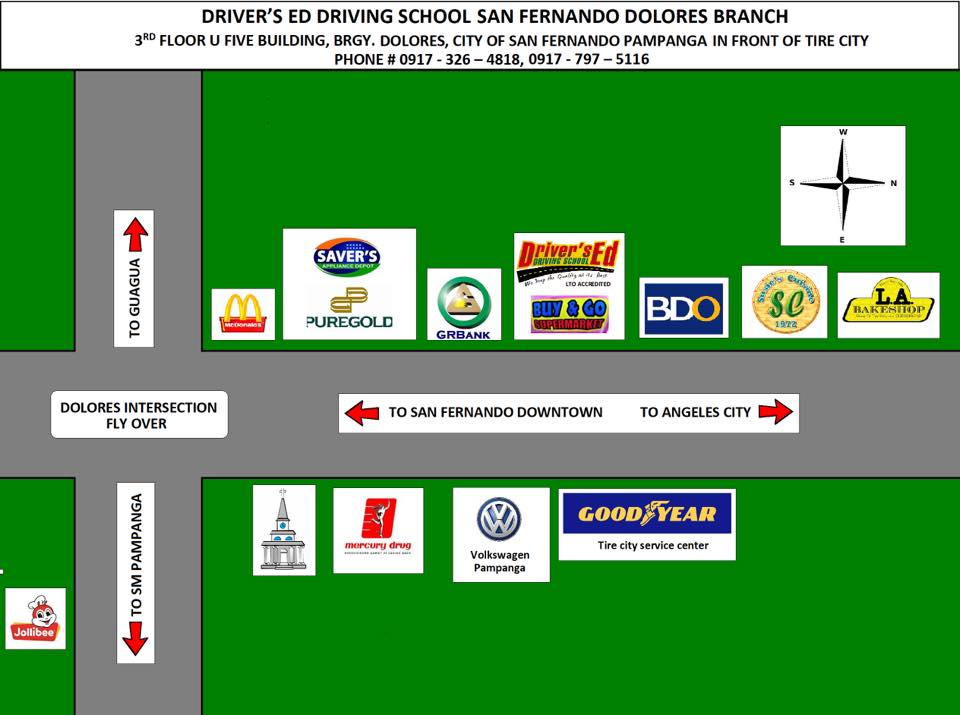 DRIVER'S ED DRIVING SCHOOL SAN FERNANDO DOLORES BRANCH
3RD FLOOR U FIVE BUILDING, BRGY. DOLORES, CITY OF SAN FERNANDO PAMPANGA IN FRONT OF TIRE CITY
PHONE # 0917 - 326 – 4818, 0917 - 797 – 5116
W
S
N
E
TO GUAGUA
SAVER'S
APPLIANCE DEPOT
PUREGOLD
McDonald's
GRBANK
Driver'sEd
DRIVING SCHOOL
We Keep the Quality at its Best
LTO ACCREDITED
BUY & GO
SUPERMARKET
BDO
Susie's Cuisine
SC
1972
L.A.
BAKESHOP
DOLORES INTERSECTION
FLY OVER
TO SAN FERNANDO DOWNTOWN
TO ANGELES CITY
TO SM PAMPANGA
mercury drug
Volkswagen
Pampanga
GOODYEAR
Tire city service center
Jollibee